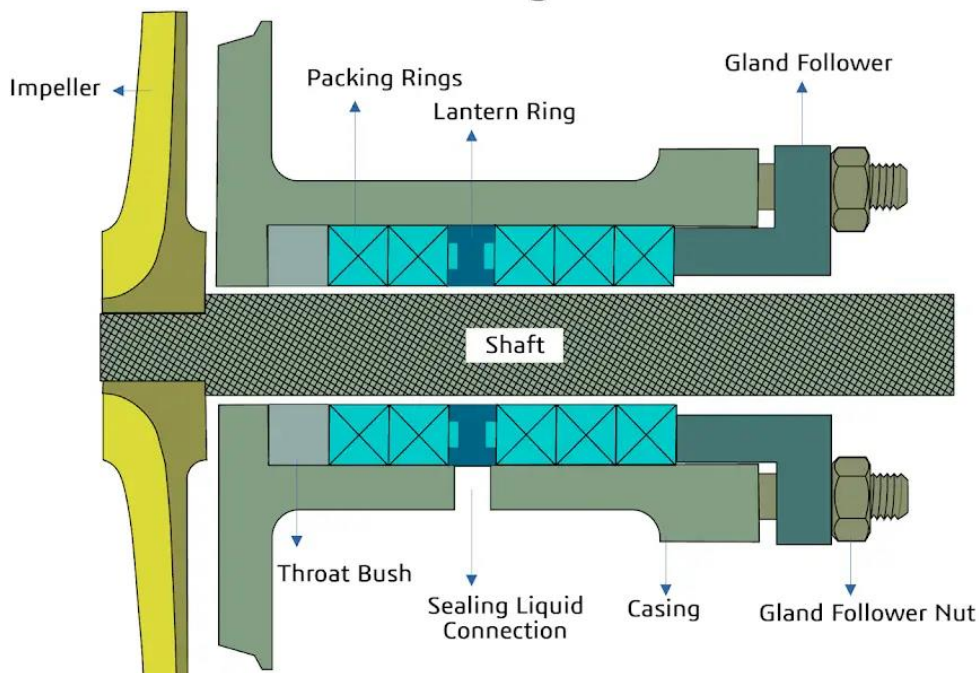 Gland Follower
Packing Rings
Impeller
Lantern Ring
Shaft
Throat Bush
Sealing Liquid
Connection
Casing
Gland Follower Nut